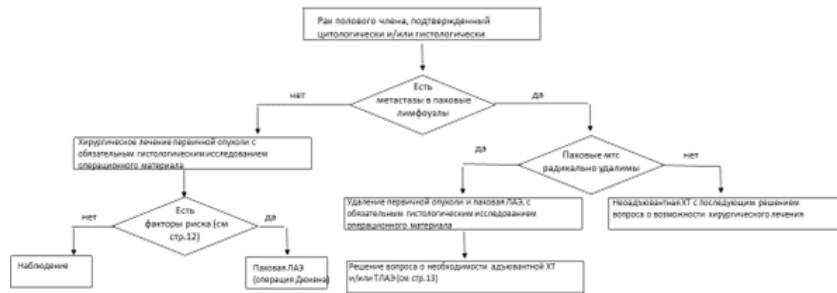 Рак полового члена, подтвержденный
цитологически и/или гистологически
Есть
метастазы в паховые
лимфоузлы
нет
да
Хирургическое лечение первичной опухоли с
обязательным гистологическим исследованием
операционного материала
Паховые мтс
радикально удалимы
да
нет
Удаление первичной опухоли и паховая ЛАЭ, с
обязательным гистологическим исследованием
операционного материала
Неоадъювантная ХТ с последующим решением
вопроса о возможности хирургического лечения
Есть
факторы риска (см
стр.12)
нет
да
Наблюдение
Паховая ЛАЭ
(операция Дюкена)
Решение вопроса о необходимости адъювантной ХТ
и/или ТЛАЭ (см стр.13)